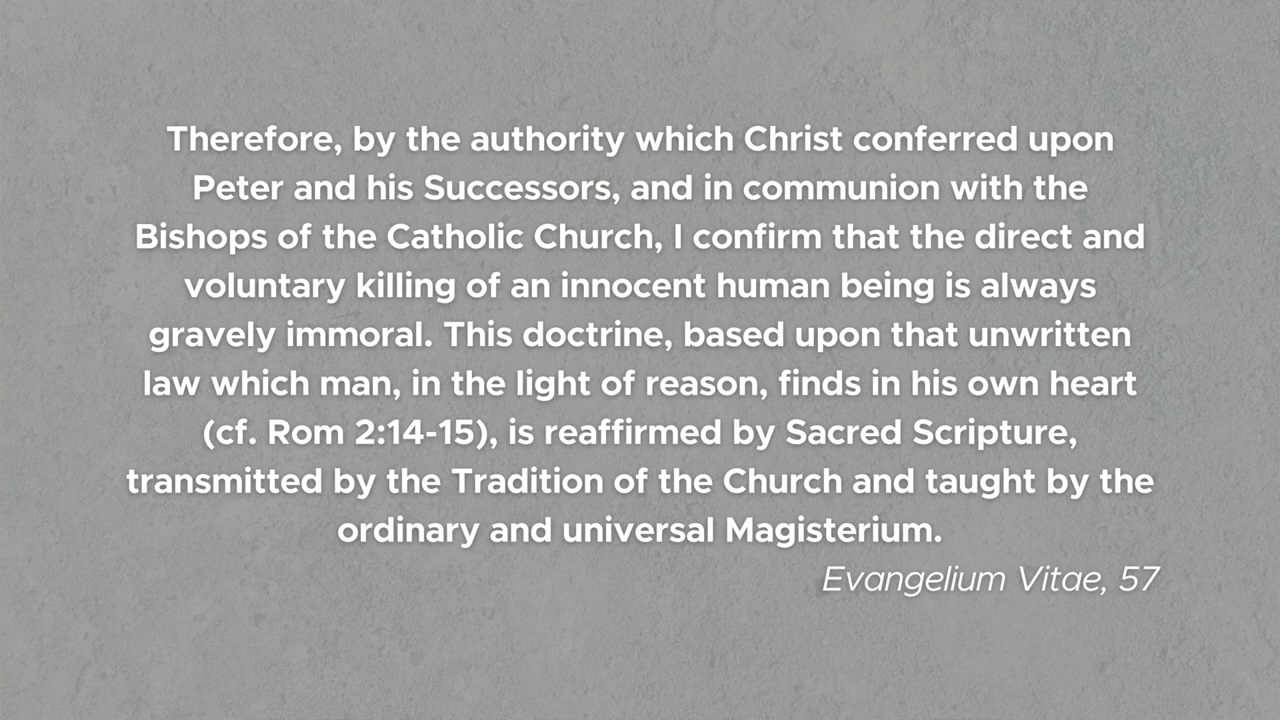 Therefore, by the authority which Christ conferred upon
Peter and his Successors, and in communion with the
Bishops of the Catholic Church, I confirm that the direct and
voluntary killing of an innocent human being is always
gravely immoral. This doctrine, based upon that unwritten
law which man, in the light of reason, finds in his own heart
(cf. Rom 2:14-15), is reaffirmed by Sacred Scripture,
transmitted by the Tradition of the Church and taught by the
ordinary and universal Magisterium.
Evangelium Vitae, 57